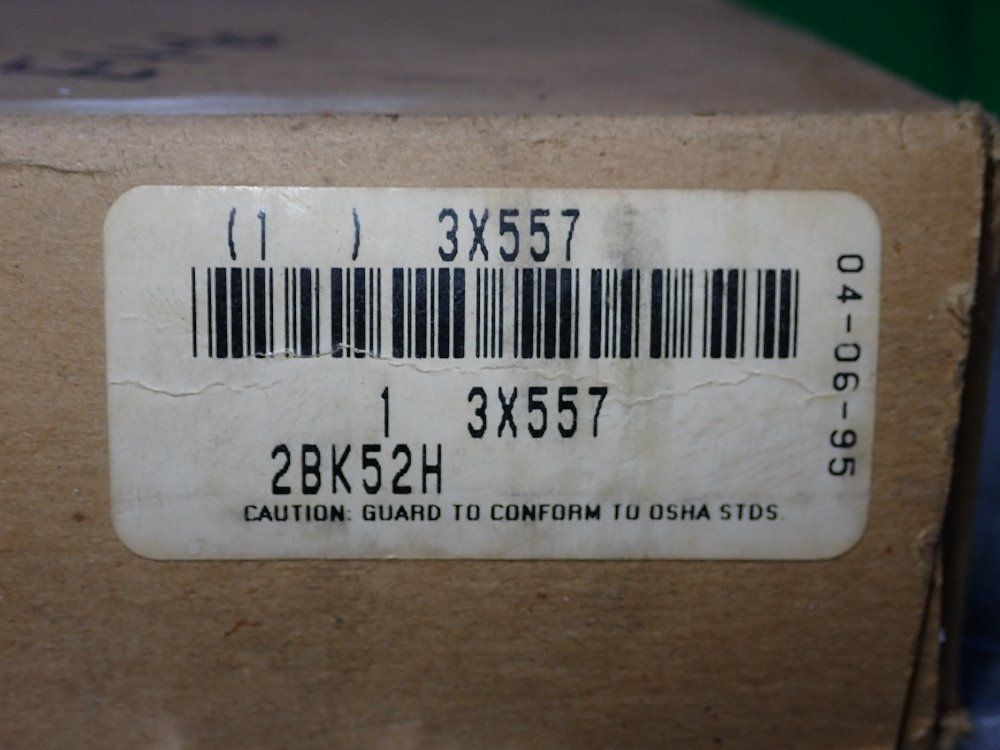 (1 ) 3X557
1 3X557
2BK52H
CAUTION: GUARD TO CONFORM TO OSHA STDS.
04-06-95